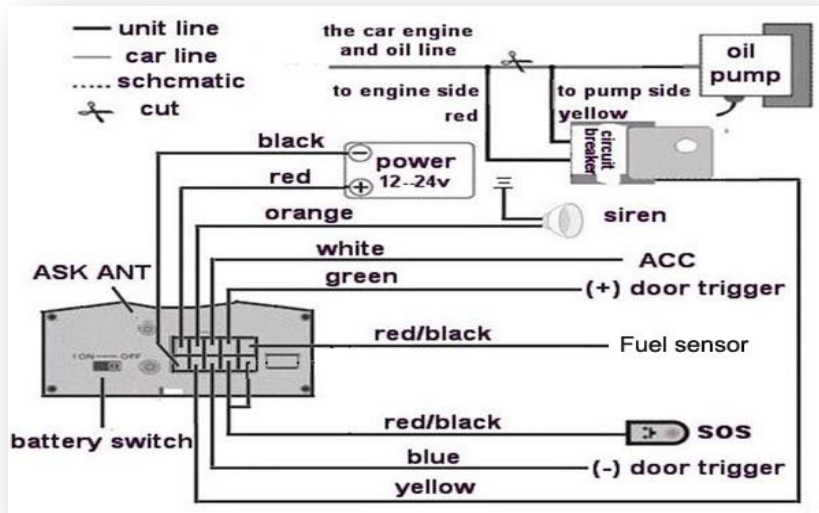 unit line
car line
schcmatic
cut
the car engine
and oil line
to engine side
red
to pump side
yellow
oil
pump
circuit
breaker
black
power
12--24v
red
orange
siren
white
ACC
green
(+) door trigger
ASK ANT
red/black
Fuel sensor
ION OFF
battery switch
red/black
SOS
blue
(-) door trigger
yellow